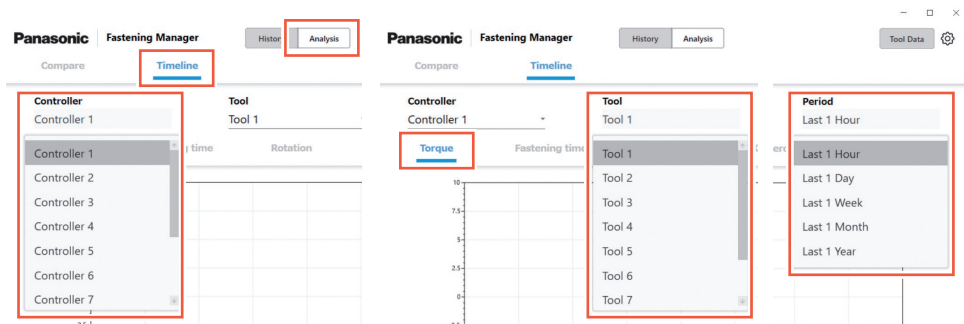 Panasonic Fastening Manager Histor Analysis
Compare Timeline
Controller Tool
Controller 1 Tool 1
time Rotation
Controller 1
Controller 2
Controller 3
Controller 4
Controller 5
Controller 6
Controller 7
Panasonic Fastening Manager History Analysis
Compare Timeline
Controller Tool
Controller 1 Tool 1
Torque Fastening time
Tool 1
Tool 2
Tool 3
Tool 4
Tool 5
Tool 6
Tool 7
10
7.5
5
2.5
0
Tool Data
Period
Last 1 Hour
Last 1 Hour
Last 1 Day
Last 1 Week
Last 1 Month
Last 1 Year